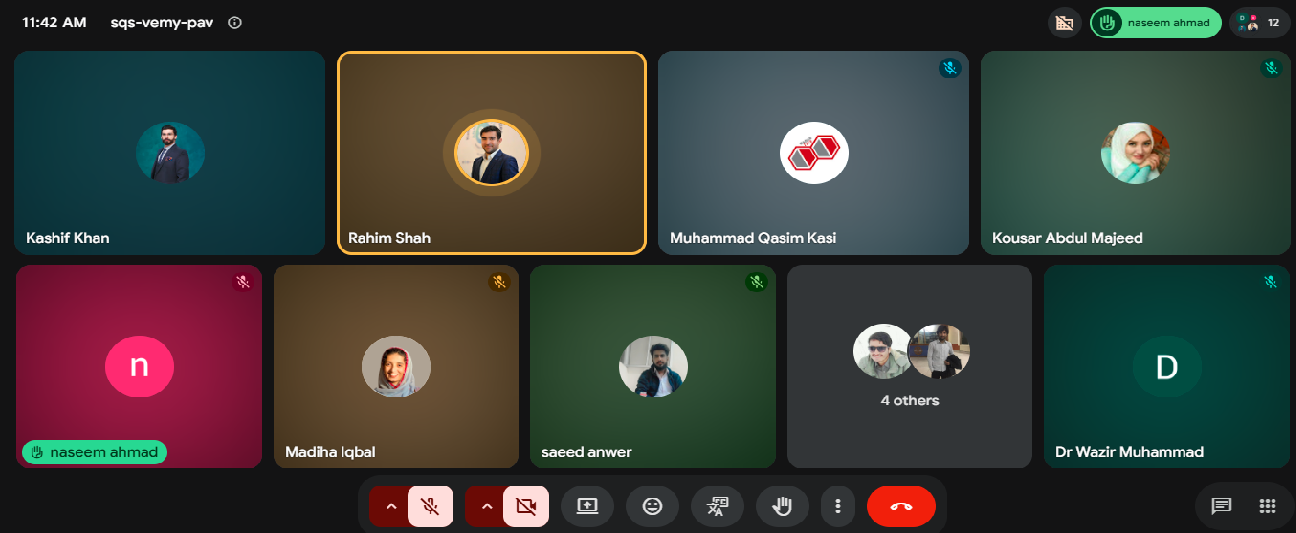 11:42 AM sqs-vemy-pav
naseem ahmad 12
Kashif Khan
Rahim Shah
Muhammad Qasim Kasi
Kousar Abdul Majeed
n
naseem ahmad
Madiha Iqbal
saeed anwer
4 others
D
Dr Wazir Muhammad